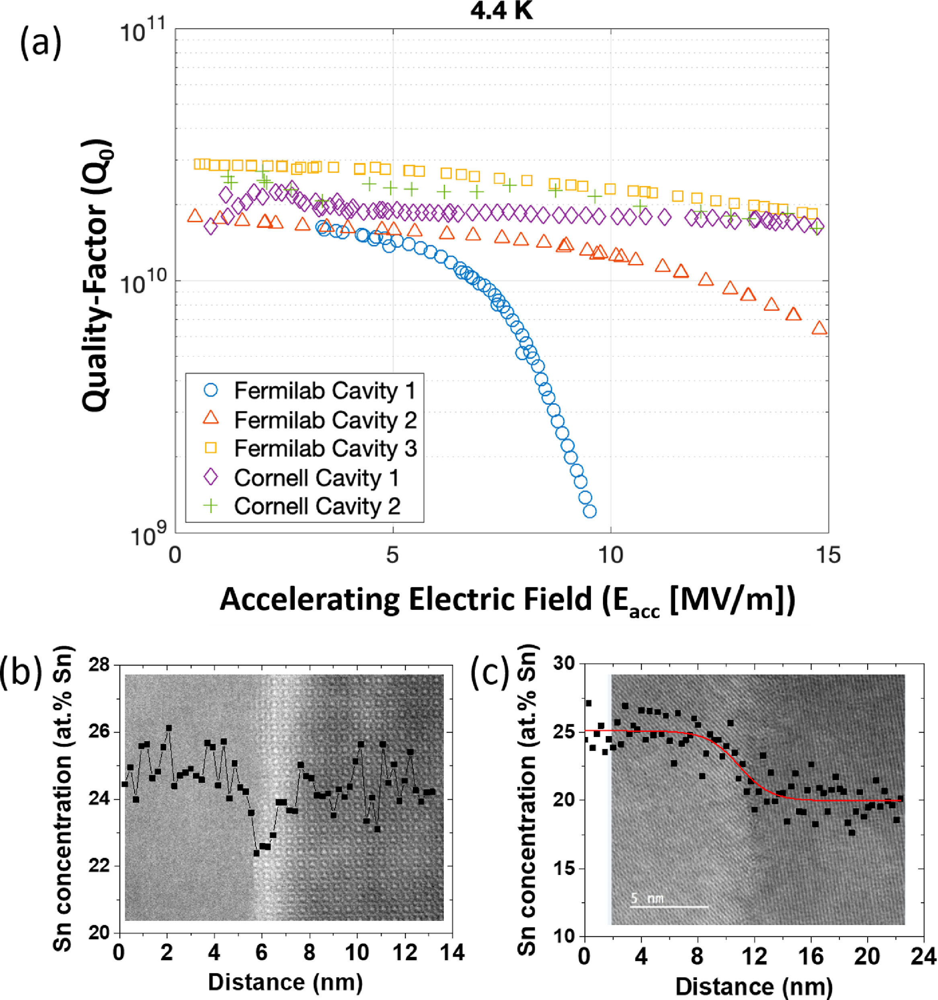 4.4 K
(a)
10^11
10^10
10^9
Quality-Factor (Q₀)
Fermilab Cavity 1
Fermilab Cavity 2
Fermilab Cavity 3
Cornell Cavity 1
Cornell Cavity 2
0 5 10 15
Accelerating Electric Field (Eacc [MV/m])
(b)
Sn concentration (at.% Sn)
28
26
24
22
20
0 2 4 6 8 10 12 14
Distance (nm)
(c)
Sn concentration (at.% Sn)
30
25
20
15
10
5 nm
0 4 8 12 16 20 24
Distance (nm)